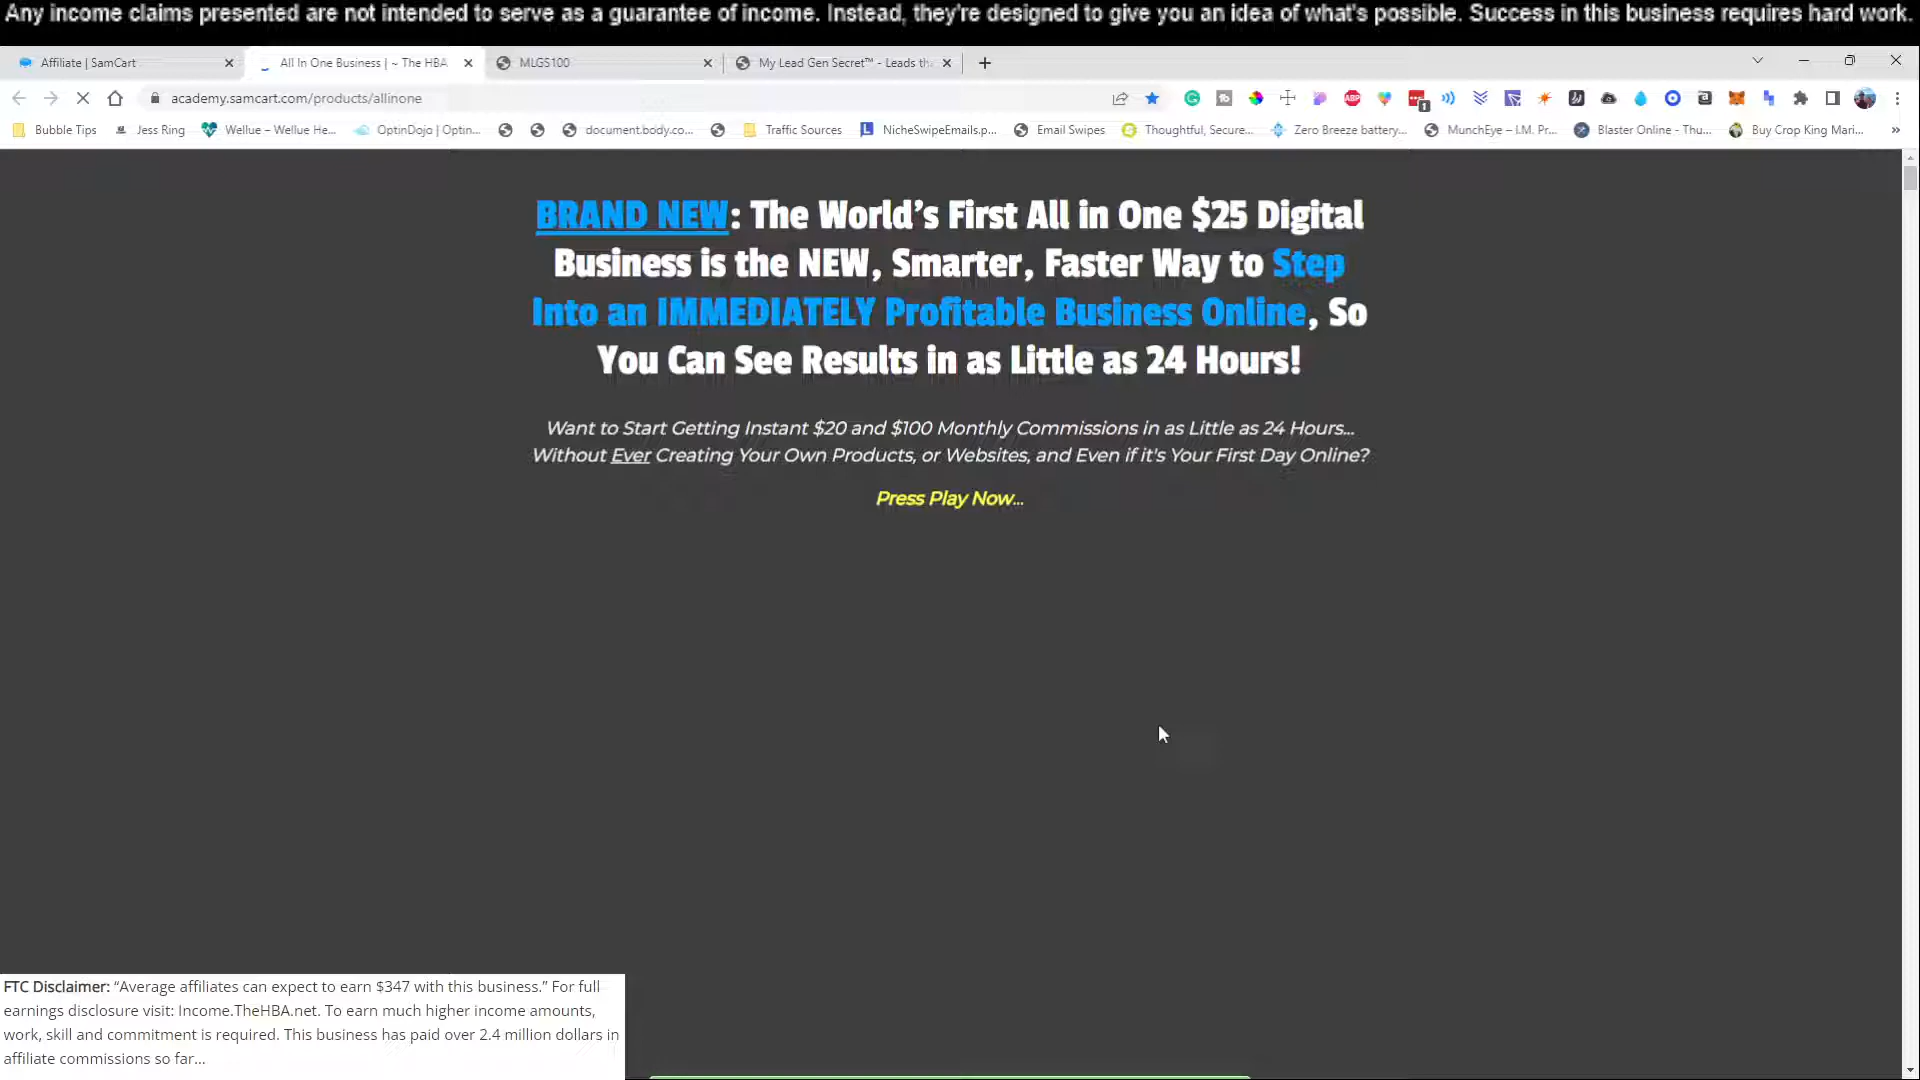 Any income claims presented are not intended to serve as a guarantee of income. Instead, they're designed to give you an idea of what's possible. Success in this business requires hard work.
Affiliate | SamCart
All In One Business | ~ The HBA
MLGS100
My Lead Gen Secret™ - Leads th
academy.samcart.com/products/allinone
ABP
1
Bubble Tips
Jess Ring
Wellue – Wellue He...
OptinDojo | Optin...
document.body.co...
Traffic Sources
NicheSwipeEmails.p...
Email Swipes
Thoughtful, Secure...
Zero Breeze battery...
MunchEye – I.M. Pr...
Blaster Online - Thu...
Buy Crop King Mari...
»
BRAND NEW: The World's First All in One $25 Digital
Business is the NEW, Smarter, Faster Way to Step
Into an IMMEDIATELY Profitable Business Online, So
You Can See Results in as Little as 24 Hours!
Want to Start Getting Instant $20 and $100 Monthly Commissions in as Little as 24 Hours...
Without Ever Creating Your Own Products, or Websites, and Even if it's Your First Day Online?
Press Play Now...
FTC Disclaimer: “Average affiliates can expect to earn $347 with this business.” For full
earnings disclosure visit: Income.TheHBA.net. To earn much higher income amounts,
work, skill and commitment is required. This business has paid over 2.4 million dollars in
affiliate commissions so far...